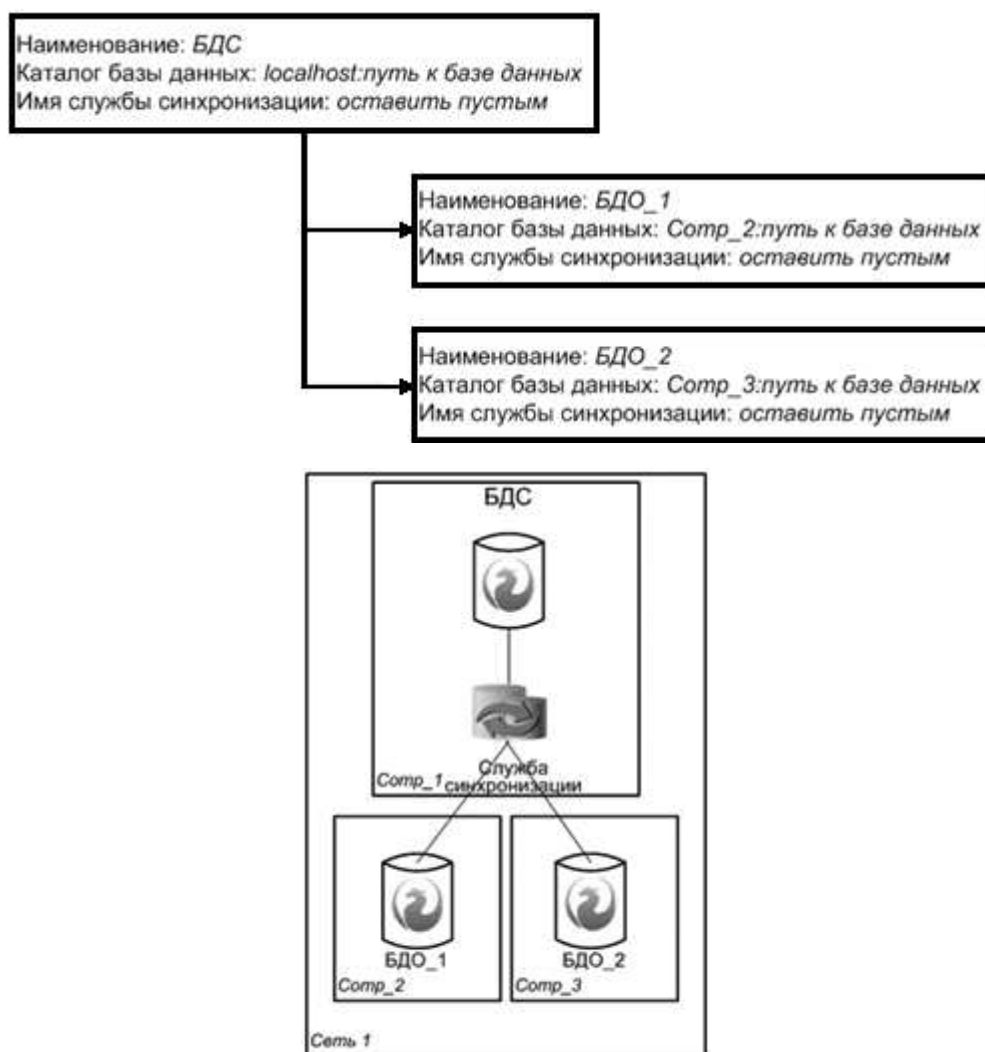 Наименование: БДС
Каталог базы данных: localhost:путь к базе данных
Имя службы синхронизации: оставить пустым
Наименование: БДО_1
Каталог базы данных: Comp_2:путь к базе данных
Имя службы синхронизации: оставить пустым
Наименование: БДО_2
Каталог базы данных: Comp_3:путь к базе данных
Имя службы синхронизации: оставить пустым
БДС
Служба
синхронизации
Comp_1
БДО_1
Comp_2
БДО_2
Comp_3
Сеть 1